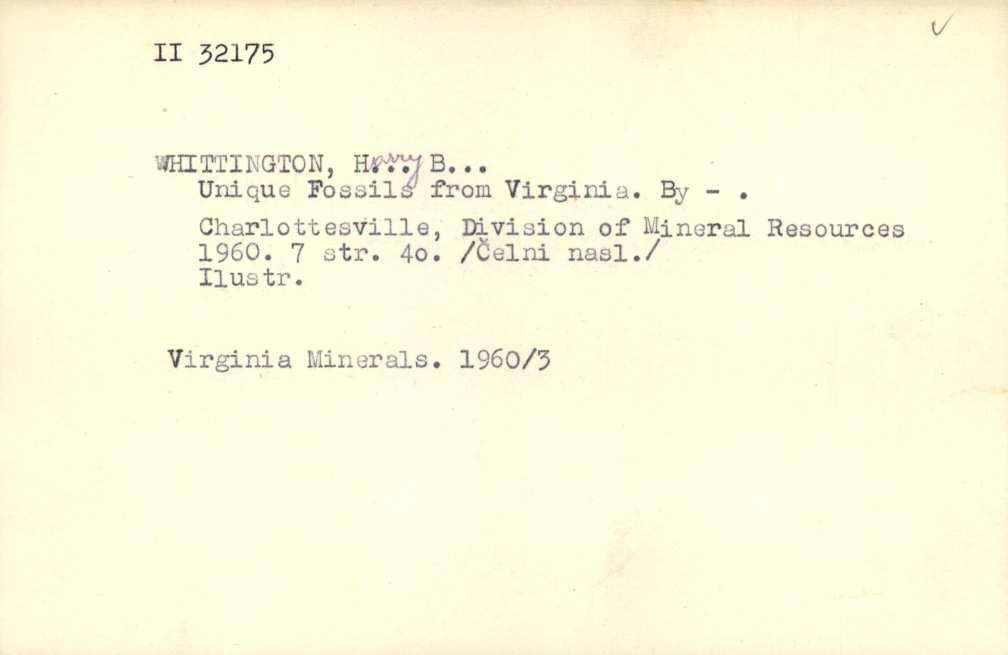 II 32175
WHITTINGTON, Harry B...
Unique Fossils from Virginia. By - .
Charlottesville, Division of Mineral Resources
1960. 7 str. 4o. /Čelni nasl./
Ilustr.
Virginia Minerals. 1960/3